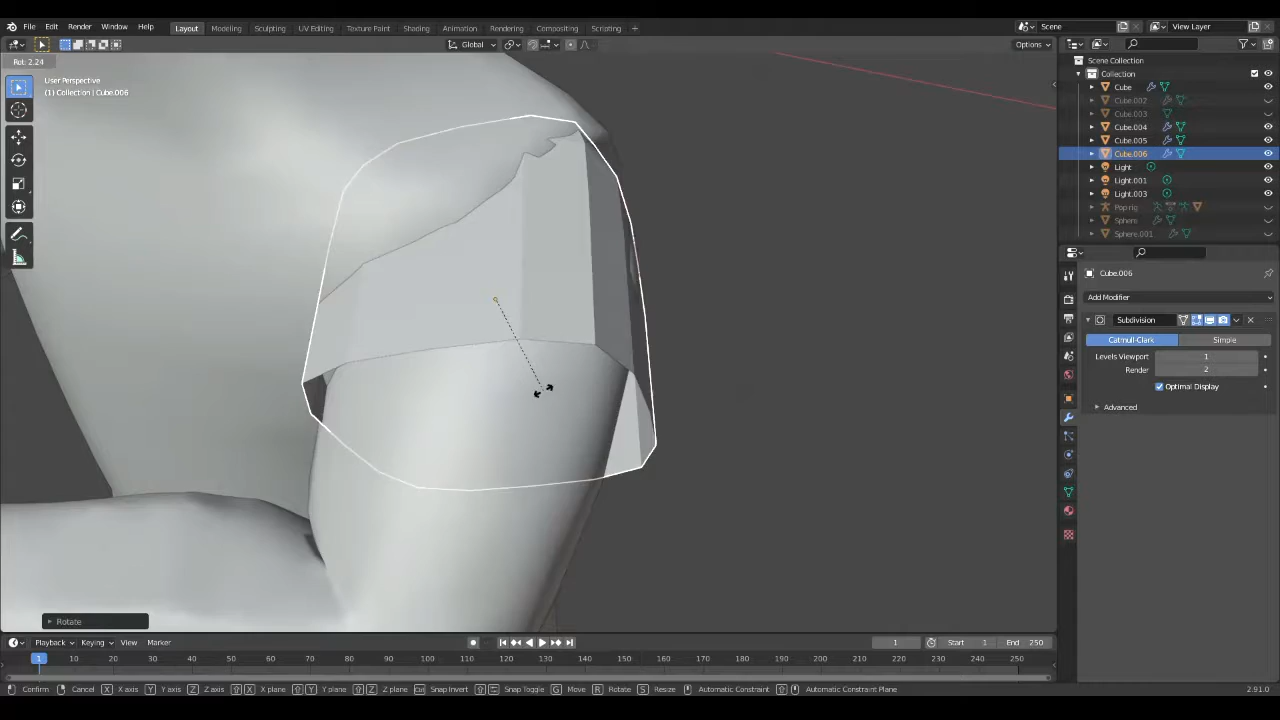 File Edit Render Window Help Layout Modeling Sculpting UV Editing Texture Paint Shading Animation Rendering Compositing Scripting + Scene View Layer
Global Options
Rot: 2.24
User Perspective
(1) Collection | Cube.006
Scene Collection
Collection
Cube
Cube.002
Cube.003
Cube.004
Cube.005
Cube.006
Light
Light.001
Light.003
Pop rig
Sphere
Sphere.001
Cube.006
Add Modifier
Subdivision
Catmull-Clark Simple
Levels Viewport 1
Render 2
Optimal Display
Advanced
Rotate
Playback Keying View Marker 1 Start 1 End 250
1 10 20 30 40 50 60 70 80 90 100 110 120 130 140 150 160 170 180 190 200 210 220 230 240 250
Confirm Cancel X X axis Y Y axis Z Z axis X X plane Y Y plane Z Z plane Snap Invert Snap Toggle G Move R Rotate S Resize Automatic Constraint Automatic Constraint Plane 2.91.0